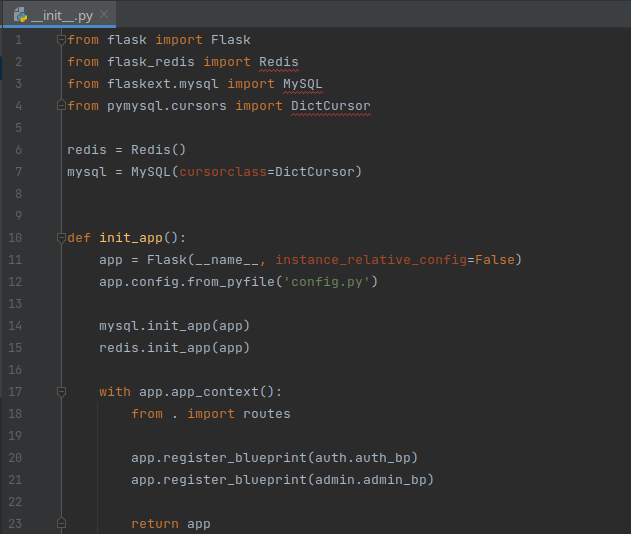 __init__.py ×
1 from flask import Flask
2 from flask_redis import Redis
3 from flaskext.mysql import MySQL
4 from pymysql.cursors import DictCursor
5
6 redis = Redis()
7 mysql = MySQL(cursorclass=DictCursor)
8
9
10 def init_app():
11     app = Flask(__name__, instance_relative_config=False)
12     app.config.from_pyfile('config.py')
13
14     mysql.init_app(app)
15     redis.init_app(app)
16
17     with app.app_context():
18         from . import routes
19
20         app.register_blueprint(auth.auth_bp)
21         app.register_blueprint(admin.admin_bp)
22
23         return app